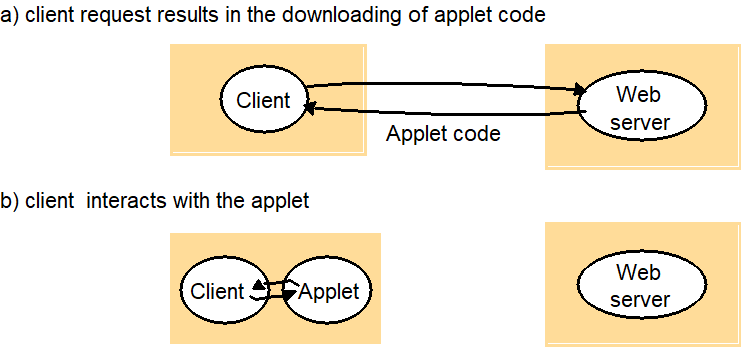 a) client request results in the downloading of applet code
Client
Web
server
Applet code
b) client  interacts with the applet
Client
Applet
Web
server